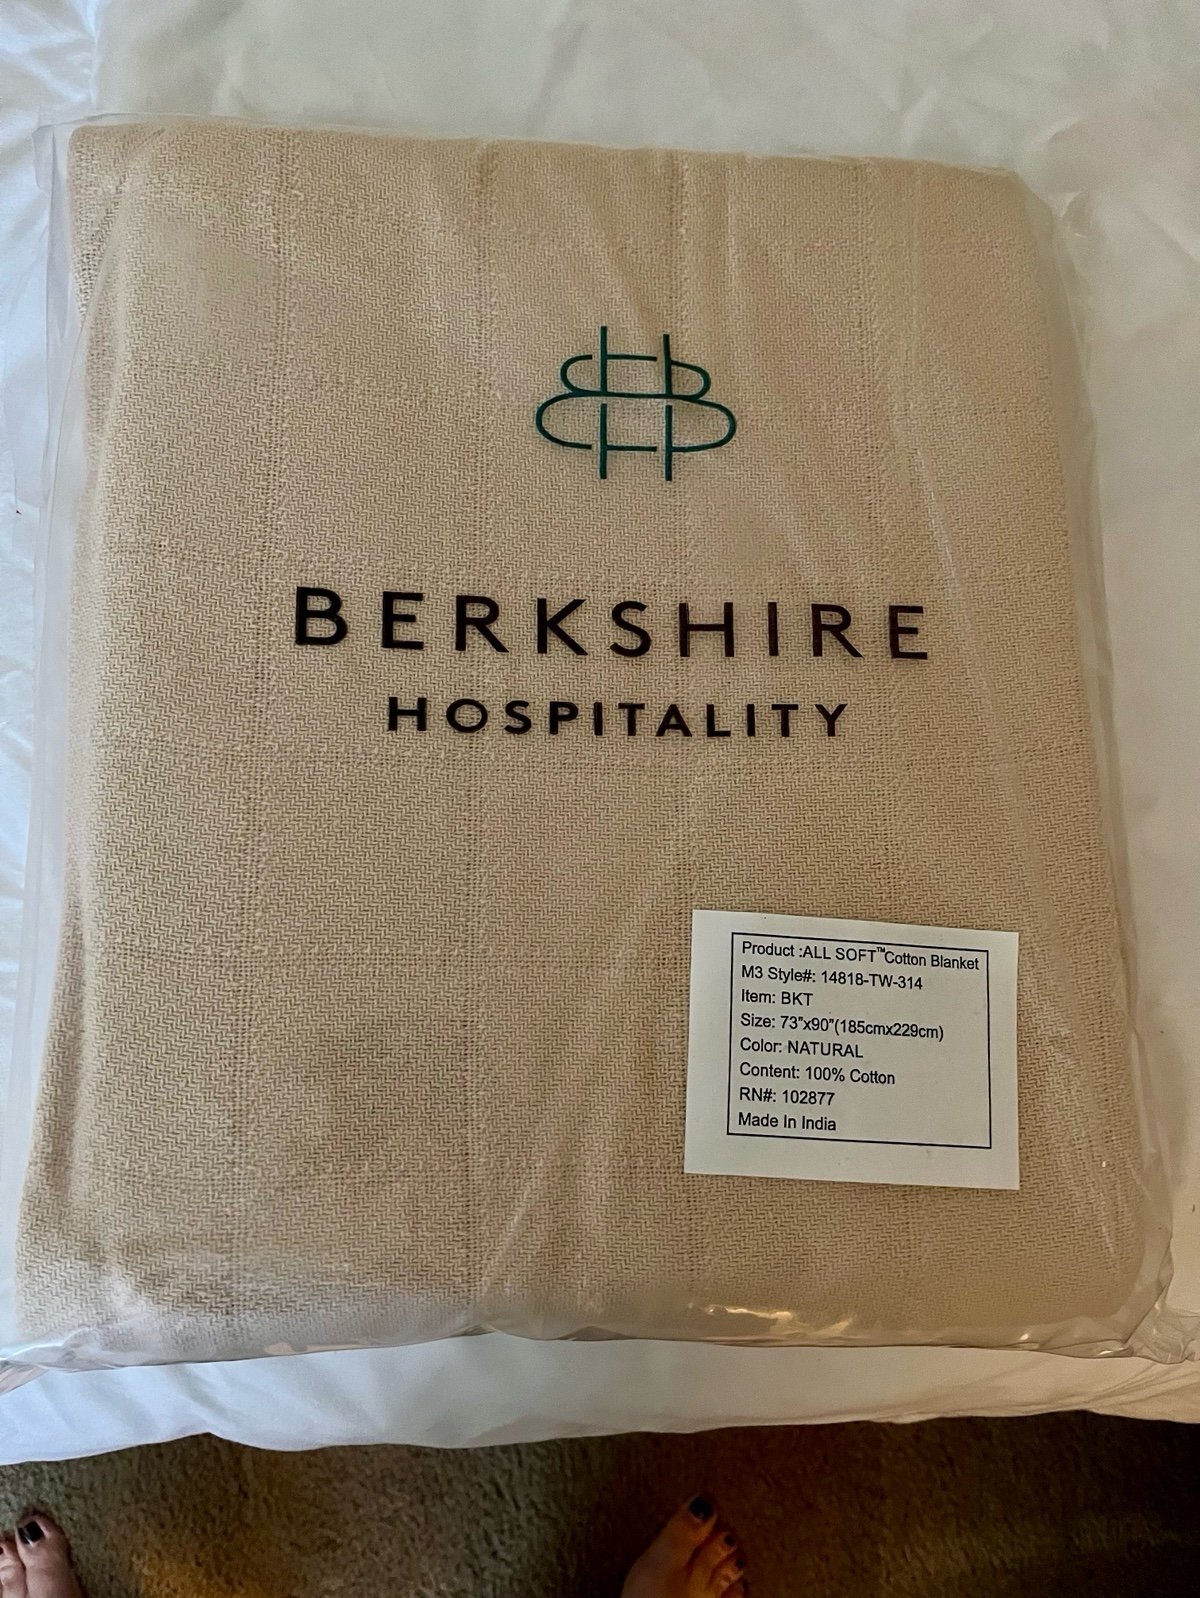 BERKSHIRE
HOSPITALITY
Product :ALL SOFT™Cotton Blanket
M3 Style#: 14818-TW-314
Item: BKT
Size: 73"x90"(185cmx229cm)
Color: NATURAL
Content: 100% Cotton
RN#: 102877
Made In India